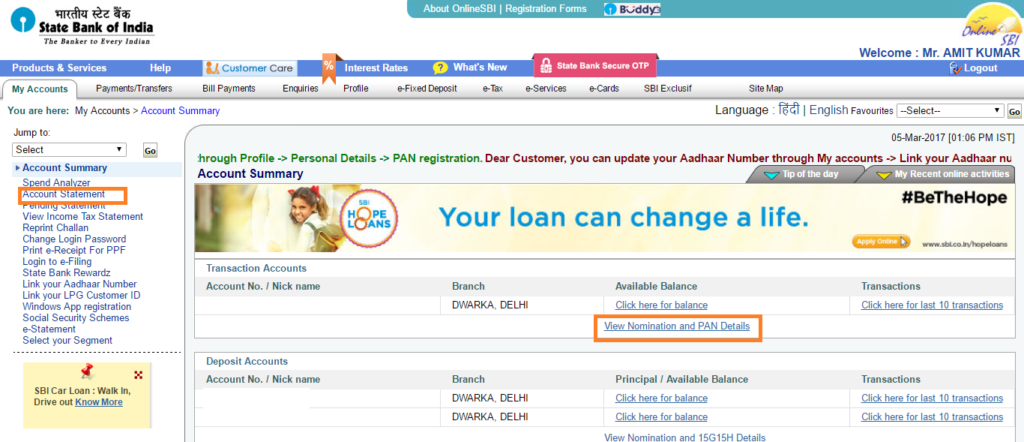 भारतीय स्टेट बैंक
State Bank of India
The Banker to Every Indian
About OnlineSBI | Registration Forms
Buddy
Online SBI
Welcome : Mr. AMIT KUMAR
Products & Services Help Customer Care % Interest Rates ? What's New State Bank Secure OTP Logout
My Accounts Payments/Transfers Bill Payments Enquiries Profile e-Fixed Deposit e-Tax e-Services e-Cards SBI Exclusif Site Map
You are here: My Accounts > Account Summary Language : हिंदी | English Favourites --Select-- Go
Jump to:
Select Go
05-Mar-2017 [01:06 PM IST]
through Profile -> Personal Details -> PAN registration. Dear Customer, you can update your Aadhaar Number through My accounts -> Link your Aadhaar nu
Account Summary
Spend Analyzer
Account Statement
Pending Statement
View Income Tax Statement
Reprint Challan
Change Login Password
Print e-Receipt For PPF
Login to e-Filing
State Bank Rewardz
Link your Aadhaar Number
Link your LPG Customer ID
Windows App registration
Social Security Schemes
e-Statement
Select your Segment
SBI Car Loan : Walk In,
Drive out Know More
Account Summary Tip of the day My Recent online activities
SBI
HOPE
LOANS
Your loan can change a life.
#BeTheHope
Apply Online www.sbi.co.in/hopeloans
Transaction Accounts
Account No. / Nick name Branch Available Balance Transactions
DWARKA, DELHI Click here for balance Click here for last 10 transactions
View Nomination and PAN Details
Deposit Accounts
Account No. / Nick name Branch Principal / Available Balance Transactions
DWARKA, DELHI Click here for balance Click here for last 10 transactions
DWARKA, DELHI Click here for balance Click here for last 10 transactions
View Nomination and 15G15H Details